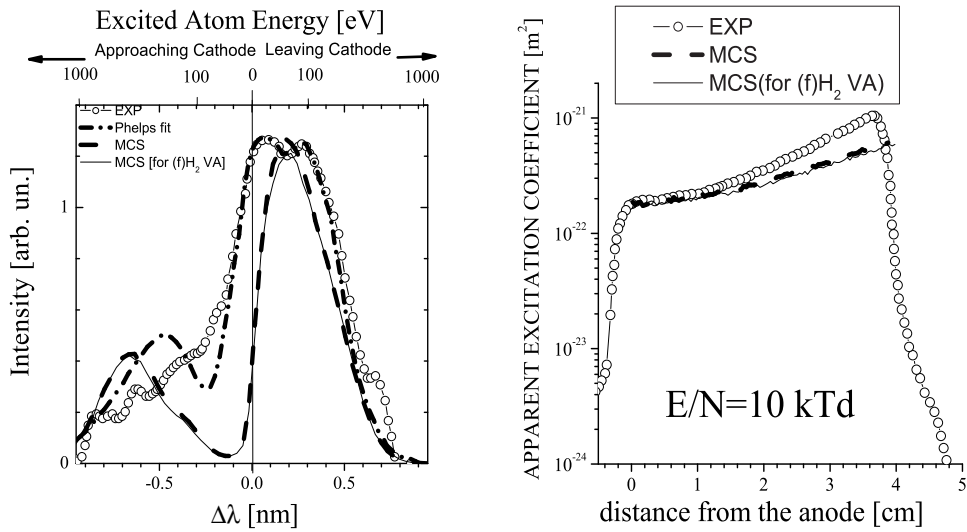 Excited Atom Energy [eV]
Approaching Cathode Leaving Cathode
1000 100 0 100 1000
EXP
Phelps fit
MCS
MCS [for (f)H2 VA]
Intensity [arb. un.]
1
0
-0.5 0.0 0.5
Δλ [nm]
EXP
MCS
MCS(for (f)H2 VA)
APPARENT EXCITATION COEFFICIENT [m²]
10⁻²¹
10⁻²²
10⁻²³
10⁻²⁴
E/N=10 kTd
0 1 2 3 4 5
distance from the anode [cm]